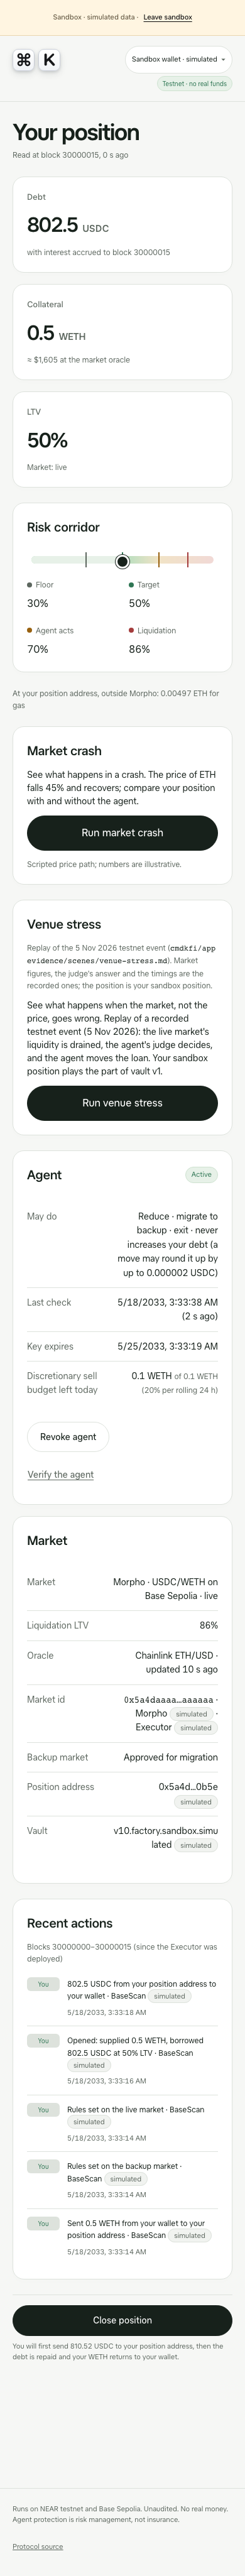 Sandbox · simulated data · Leave sandbox
⌘ K
Sandbox wallet · simulated
Testnet · no real funds
Your position
Read at block 30000015, 0 s ago
Debt
802.5 USDC
with interest accrued to block 30000015
Collateral
0.5 WETH
≈ $1,605 at the market oracle
LTV
50%
Market: live
Risk corridor
Floor
30%
Target
50%
Agent acts
70%
Liquidation
86%
At your position address, outside Morpho: 0.00497 ETH for
gas
Market crash
See what happens in a crash. The price of ETH
falls 45% and recovers; compare your position
with and without the agent.
Run market crash
Scripted price path; numbers are illustrative.
Venue stress
Replay of the 5 Nov 2026 testnet event (cmdkfi/app
evidence/scenes/venue-stress.md). Market
figures, the judge's answer and the timings are the
recorded ones; the position is your sandbox position.
See what happens when the market, not the
price, goes wrong. Replay of a recorded
testnet event (5 Nov 2026): the live market's
liquidity is drained, the agent's judge decides,
and the agent moves the loan. Your sandbox
position plays the part of vault v1.
Run venue stress
Agent
Active
May do
Reduce · migrate to
backup · exit · never
increases your debt (a
move may round it up by
up to 0.000002 USDC)
Last check
5/18/2033, 3:33:38 AM
(2 s ago)
Key expires
5/25/2033, 3:33:19 AM
Discretionary sell
budget left today
0.1 WETH of 0.1 WETH
(20% per rolling 24 h)
Revoke agent
Verify the agent
Market
Market
Morpho · USDC/WETH on
Base Sepolia · live
Liquidation LTV
86%
Oracle
Chainlink ETH/USD ·
updated 10 s ago
Market id
0x5a4daaaa…aaaaaa ·
Morpho simulated ·
Executor simulated
Backup market
Approved for migration
Position address
0x5a4d…0b5e
simulated
Vault
v10.factory.sandbox.simu
lated simulated
Recent actions
Blocks 30000000–30000015 (since the Executor was
deployed)
You
802.5 USDC from your position address to
your wallet · BaseScan simulated
5/18/2033, 3:33:18 AM
You
Opened: supplied 0.5 WETH, borrowed
802.5 USDC at 50% LTV · BaseScan
simulated
5/18/2033, 3:33:16 AM
You
Rules set on the live market · BaseScan
simulated
5/18/2033, 3:33:14 AM
You
Rules set on the backup market ·
BaseScan simulated
5/18/2033, 3:33:14 AM
You
Sent 0.5 WETH from your wallet to your
position address · BaseScan simulated
5/18/2033, 3:33:14 AM
Close position
You will first send 810.52 USDC to your position address, then the
debt is repaid and your WETH returns to your wallet.
Runs on NEAR testnet and Base Sepolia. Unaudited. No real money.
Agent protection is risk management, not insurance.
Protocol source